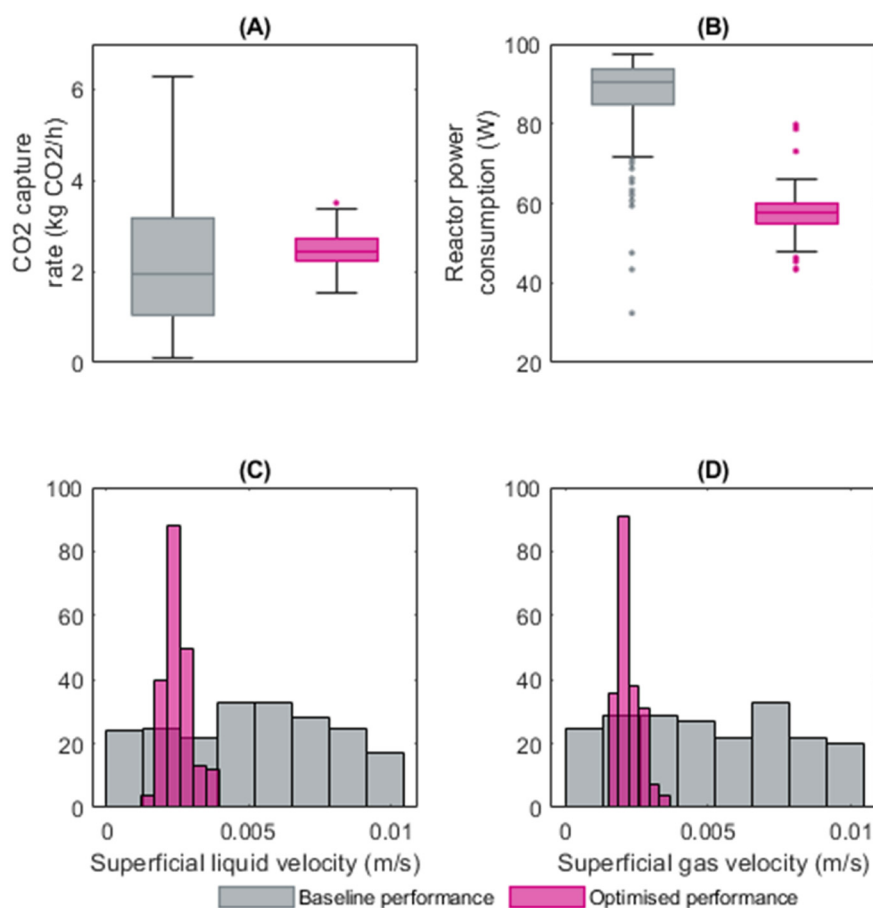 (A)
CO2 capture
rate (kg CO2/h)
6
4
2
0
(B)
Reactor power
consumption (W)
100
80
60
40
20
(C)
100
80
60
40
20
0
0 0.005 0.01
Superficial liquid velocity (m/s)
(D)
100
80
60
40
20
0
0 0.005 0.01
Superficial gas velocity (m/s)
Baseline performance
Optimised performance